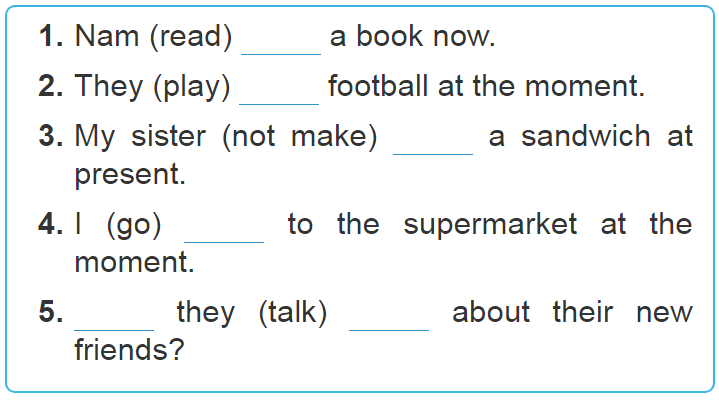 1. Nam (read) ______ a book now.
2. They (play) ______ football at the moment.
3. My sister (not make) ______ a sandwich at
present.
4. I (go) ______ to the supermarket at the
moment.
5. ______ they (talk) ______ about their new
friends?